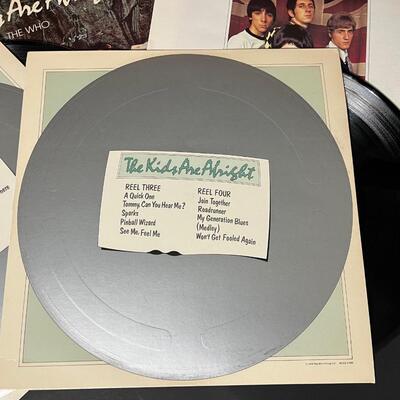 Are
THE WHO
The Kids Are Alright
REEL THREE
A Quick One
Tommy, Can You Hear Me?
Sparks
Pinball Wizard
See Me, Feel Me
REEL FOUR
Join Together
Roadrunner
My Generation Blues
(Medley)
Won't Get Fooled Again